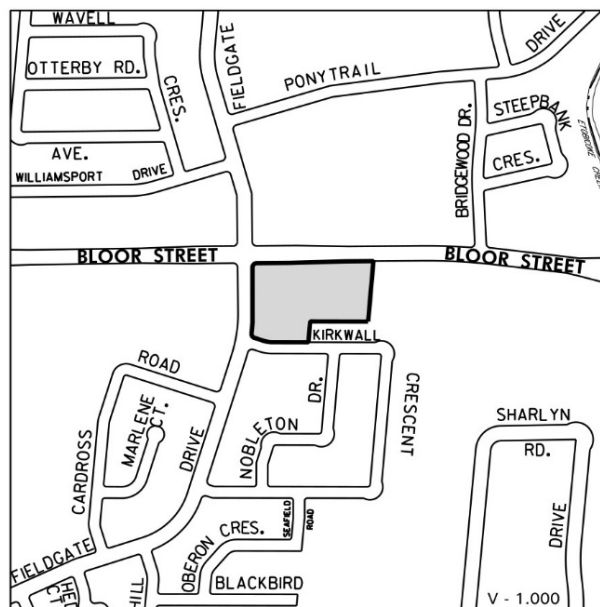 WAVELL
OTTERBY RD.
CRES.
AVE.
WILLIAMSPORT DRIVE
FIELDGATE
PONYTRAIL
DRIVE
BRIDGEWOOD DR.
STEEPBANK
CRES.
BLOOR STREET
BLOOR STREET
KIRKWALL
CRESCENT
ROAD
MARLENE
CT.
CARDROSS
DRIVE
NOBLETON
DR.
SHARLYN
RD.
DRIVE
SEAFIELD
ROAD
OBERON CRES.
FIELDGATE
HILL
BLACKBIRD
CT
V - 1.000